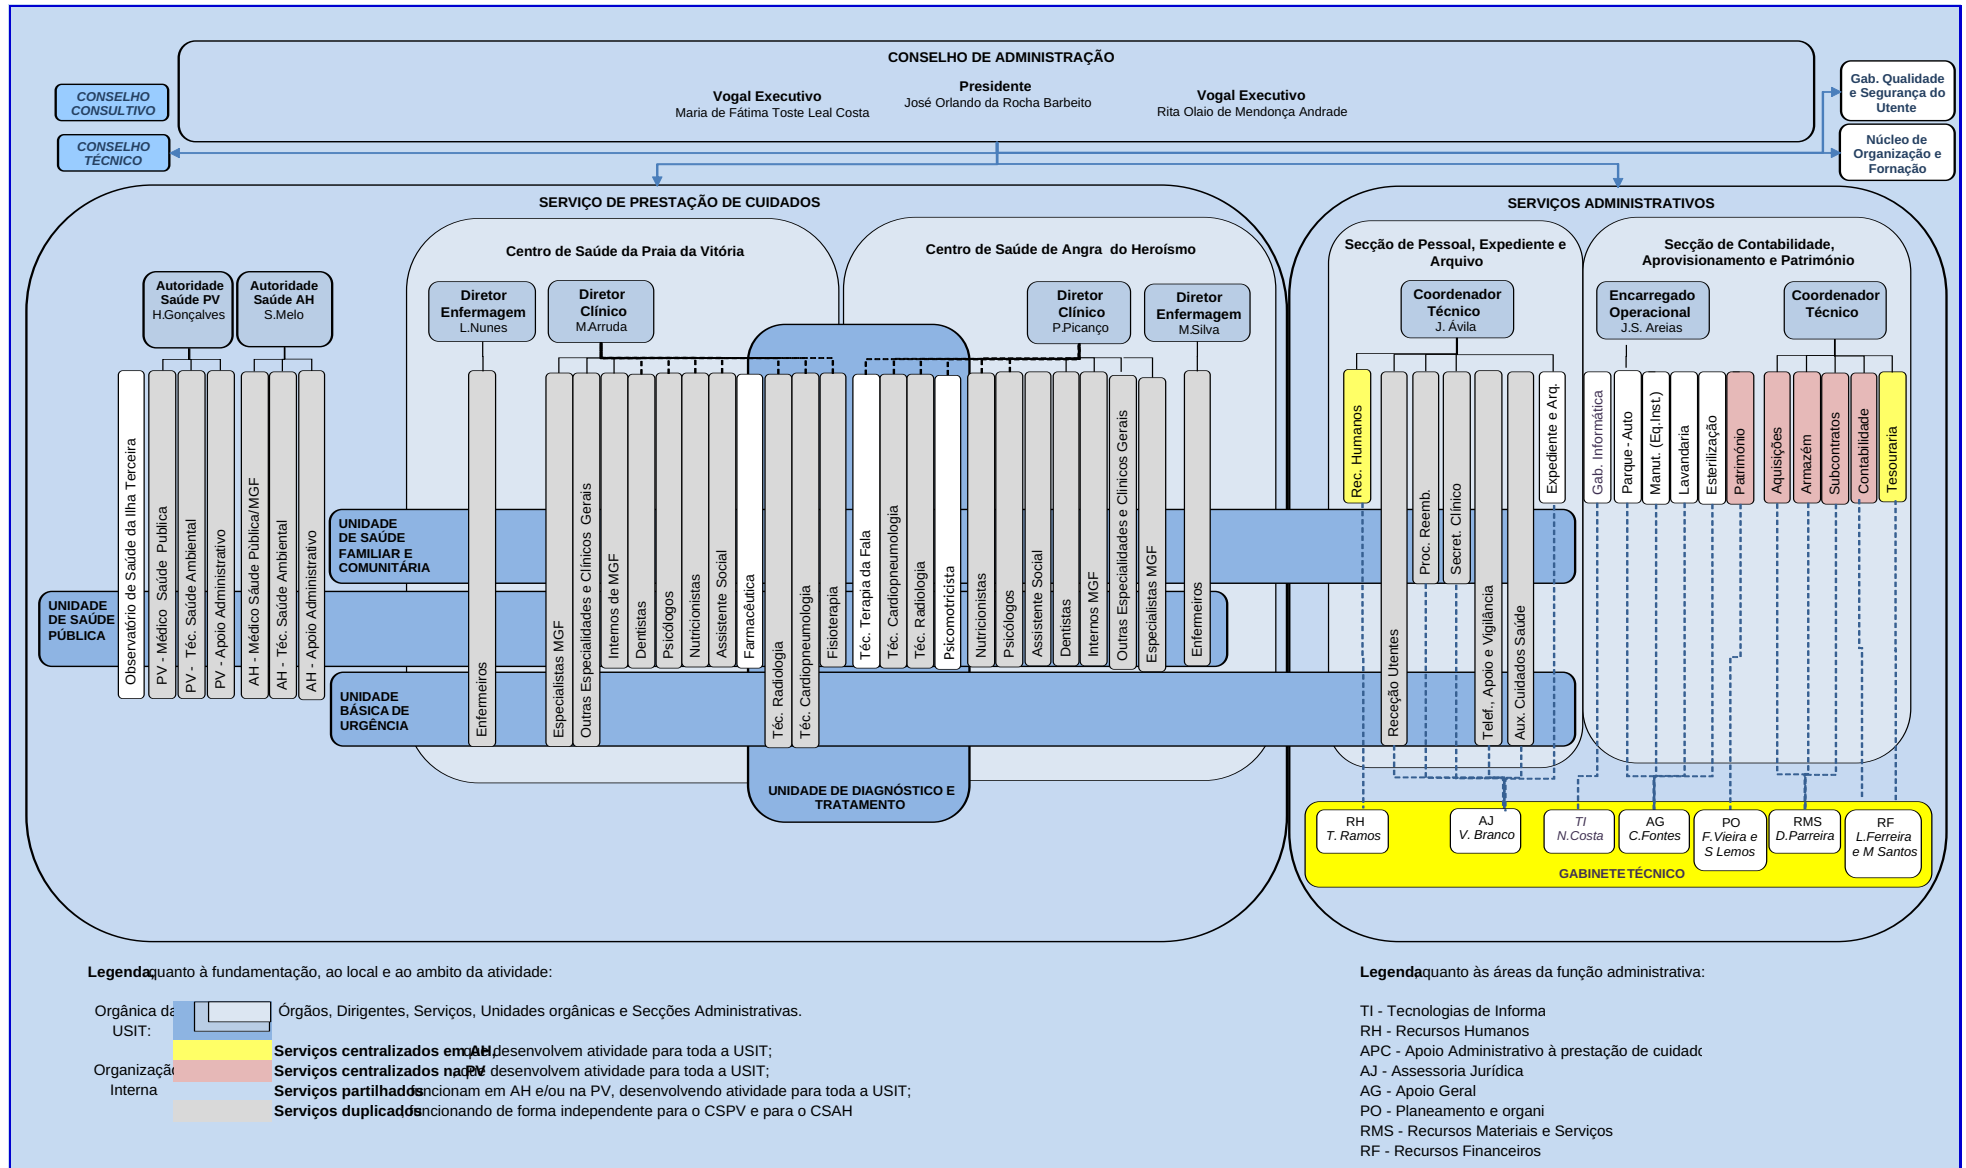 CONSELHO DE ADMINISTRAÇÃO
Presidente
José Orlando da Rocha Barbeito
Vogal Executivo
Maria de Fátima Toste Leal Costa
Vogal Executivo
Rita Olaio de Mendonça Andrade
CONSELHO
CONSULTIVO
CONSELHO
TÉCNICO
Gab. Qualidade
e Segurança do
Utente
Núcleo de
Organização e
Fornação
SERVIÇO DE PRESTAÇÃO DE CUIDADOS
SERVIÇOS ADMINISTRATIVOS
Centro de Saúde da Praia da Vitória
Centro de Saúde de Angra do Heroísmo
Secção de Pessoal, Expediente e
Arquivo
Secção de Contabilidade,
Aprovisionamento e Património
Autoridade
Saúde PV
H.Gonçalves
Autoridade
Saúde AH
S.Melo
Diretor
Enfermagem
L.Nunes
Diretor
Clínico
M.Arruda
Diretor
Clínico
P.Picanço
Diretor
Enfermagem
M.Silva
Coordenador
Técnico
J. Ávila
Encarregado
Operacional
J.S. Areias
Coordenador
Técnico
Observatório de Saúde da Ilha Terceira
PV - Médico Saúde Publica
PV - Téc. Saúde Ambiental
PV - Apoio Administrativo
AH - Médico Sáude Pùblica/MGF
AH - Téc. Saúde Ambiental
AH - Apoio Administrativo
Enfermeiros
Especialistas MGF
Outras Especialidades e Clínicos Gerais
Internos de MGF
Dentistas
Psicólogos
Nutricionistas
Assistente Social
Farmacêutica
Téc. Radiologia
Téc. Cardiopneumologia
Fisioterapia
Téc. Terapia da Fala
Téc. Cardiopneumologia
Téc. Radiologia
Psicomotricista
Nutricionistas
Psicólogos
Assistente Social
Dentistas
Internos MGF
Outras Especialidades e Clinicos Gerais
Especialistas MGF
Enfermeiros
Rec. Humanos
Receção Utentes
Proc. Reemb.
Secret. Clínico
Telef., Apoio e Vigilância
Aux. Cuidados Saúde
Expediente e Arq.
Gab. Informática
Parque - Auto
Manut. (Eq.Inst.)
Lavandaria
Esterilização
Património
Aquisições
Armazém
Subcontratos
Contabilidade
Tesouraria
UNIDADE
DE SAÚDE
FAMILIAR E
COMUNITÁRIA
UNIDADE
DE SAÚDE
PÚBLICA
UNIDADE
BÁSICA DE
URGÊNCIA
UNIDADE DE DIAGNÓSTICO E
TRATAMENTO
RH
T. Ramos
AJ
V. Branco
TI
N.Costa
AG
C.Fontes
PO
F.Vieira e
S Lemos
RMS
D.Parreira
RF
L.Ferreira
e M Santos
GABINETE TÉCNICO
Legenda, quanto à fundamentação, ao local e ao ambito da atividade:
Orgânica da
USIT:
Órgãos, Dirigentes, Serviços, Unidades orgânicas e Secções Administrativas.
Organização
Interna
Serviços centralizados em AH, que desenvolvem atividade para toda a USIT;
Serviços centralizados na PV, que desenvolvem atividade para toda a USIT;
Serviços partilhados, funcionam em AH e/ou na PV, desenvolvendo atividade para toda a USIT;
Serviços duplicados, funcionando de forma independente para o CSPV e para o CSAH
Legenda, quanto às áreas da função administrativa:
TI - Tecnologias de Informa
RH - Recursos Humanos
APC - Apoio Administrativo à prestação de cuidado
AJ - Assessoria Jurídica
AG - Apoio Geral
PO - Planeamento e organi
RMS - Recursos Materiais e Serviços
RF - Recursos Financeiros